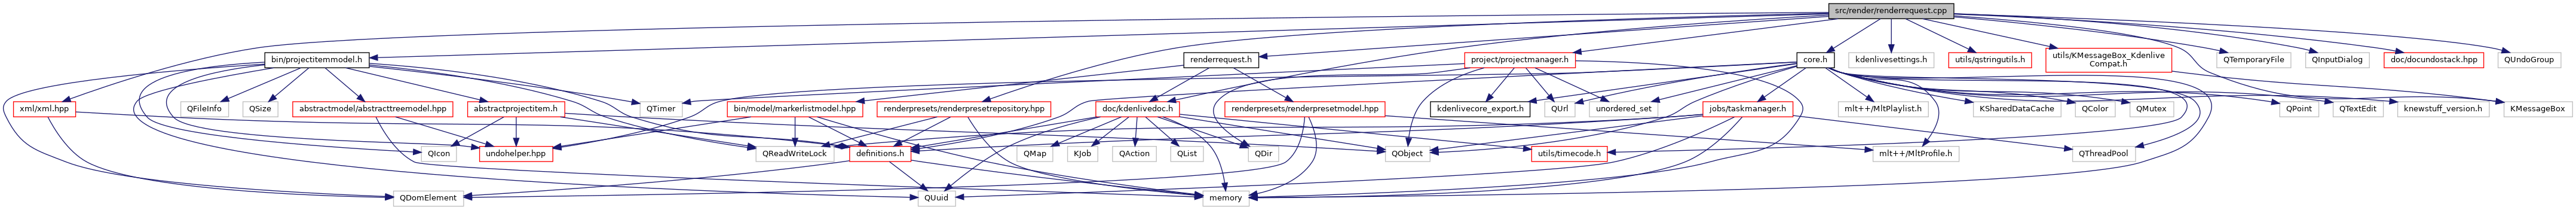 src/render/renderrequest.cpp
bin/projectitemmodel.h
renderrequest.h
project/projectmanager.h
core.h
kdenlivesettings.h
utils/qstringutils.h
utils/KMessageBox_Kdenlive
Compat.h
QTemporaryFile
QInputDialog
doc/docundostack.hpp
QUndoGroup
xml/xml.hpp
QFileInfo
QSize
abstractmodel/abstracttreemodel.hpp
abstractprojectitem.h
QTimer
bin/model/markerlistmodel.hpp
renderpresets/renderpresetrepository.hpp
doc/kdenlivedoc.h
renderpresets/renderpresetmodel.hpp
kdenlivecore_export.h
QUrl
unordered_set
jobs/taskmanager.h
mlt++/MltPlaylist.h
KSharedDataCache
QColor
QMutex
QPoint
QTextEdit
knewstuff_version.h
KMessageBox
QIcon
undohelper.hpp
QReadWriteLock
definitions.h
QMap
KJob
QAction
QList
QDir
QObject
utils/timecode.h
mlt++/MltProfile.h
QThreadPool
QDomElement
QUuid
memory